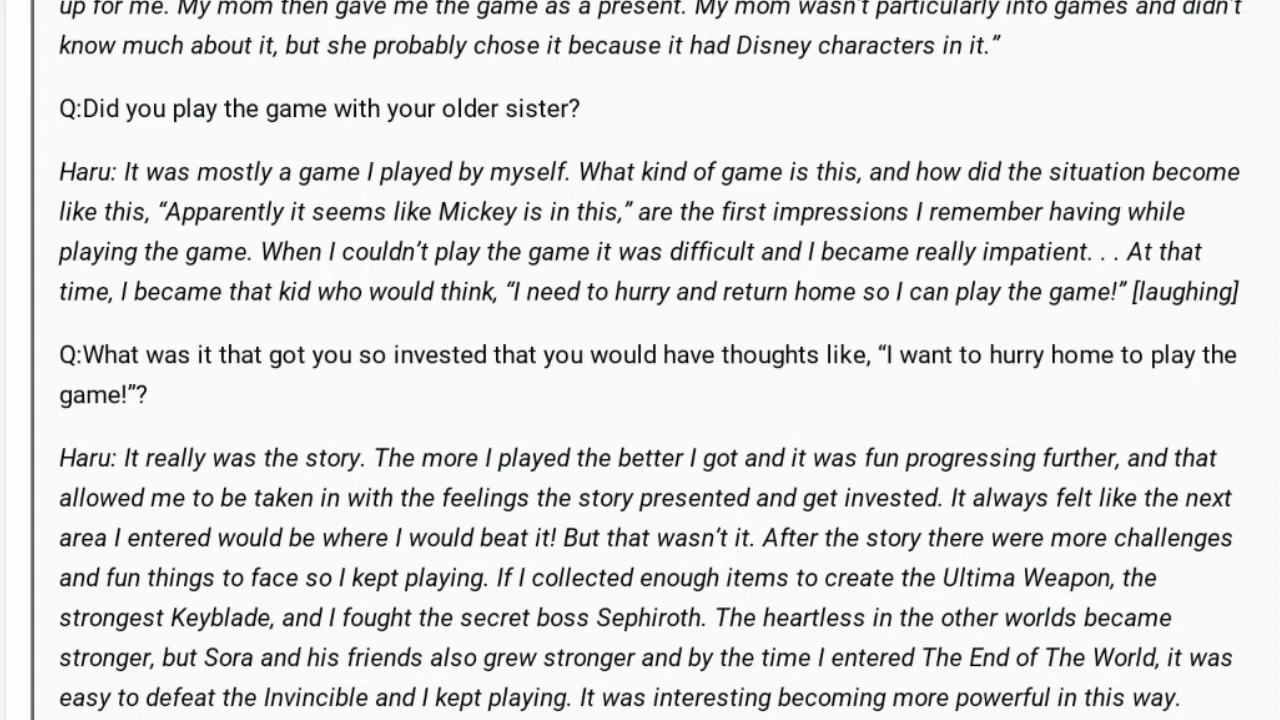 up for me. My mom then gave me the game as a present. My mom wasn't particularly into games and didn't
know much about it, but she probably chose it because it had Disney characters in it.”
Q:Did you play the game with your older sister?
Haru: It was mostly a game I played by myself. What kind of game is this, and how did the situation become
like this, “Apparently it seems like Mickey is in this,” are the first impressions I remember having while
playing the game. When I couldn’t play the game it was difficult and I became really impatient. . . At that
time, I became that kid who would think, “I need to hurry and return home so I can play the game!” [laughing]
Q:What was it that got you so invested that you would have thoughts like, “I want to hurry home to play the
game!”?
Haru: It really was the story. The more I played the better I got and it was fun progressing further, and that
allowed me to be taken in with the feelings the story presented and get invested. It always felt like the next
area I entered would be where I would beat it! But that wasn’t it. After the story there were more challenges
and fun things to face so I kept playing. If I collected enough items to create the Ultima Weapon, the
strongest Keyblade, and I fought the secret boss Sephiroth. The heartless in the other worlds became
stronger, but Sora and his friends also grew stronger and by the time I entered The End of The World, it was
easy to defeat the Invincible and I kept playing. It was interesting becoming more powerful in this way.